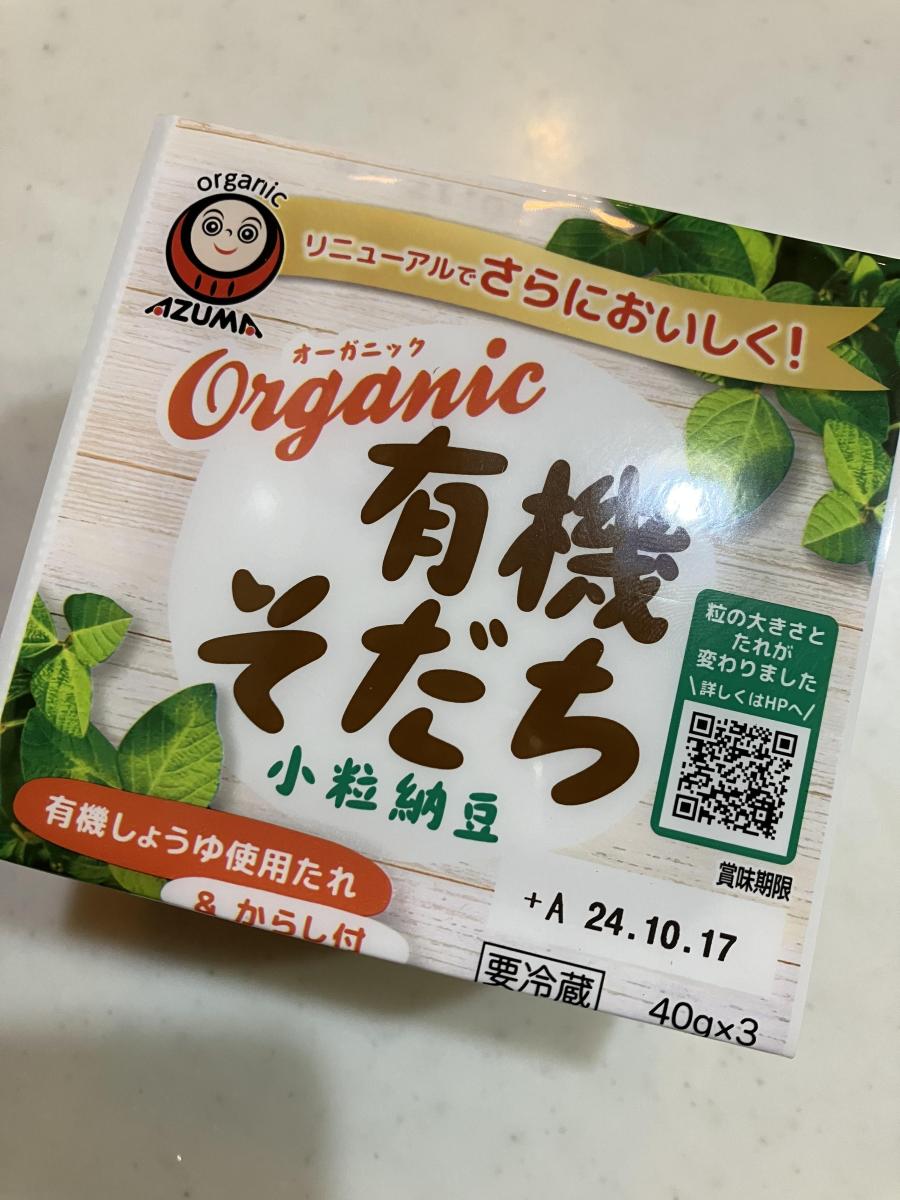 organic
AZUMA
リニューアルでさらにおいしく!
オーガニック
Organic
有機
そだち
小粒納豆
粒の大きさと
たれが
変わりました
\詳しくはHPへ/
有機しょうゆ使用たれ
& からし付
賞味期限
+A 24.10.17
要冷蔵
40g×3